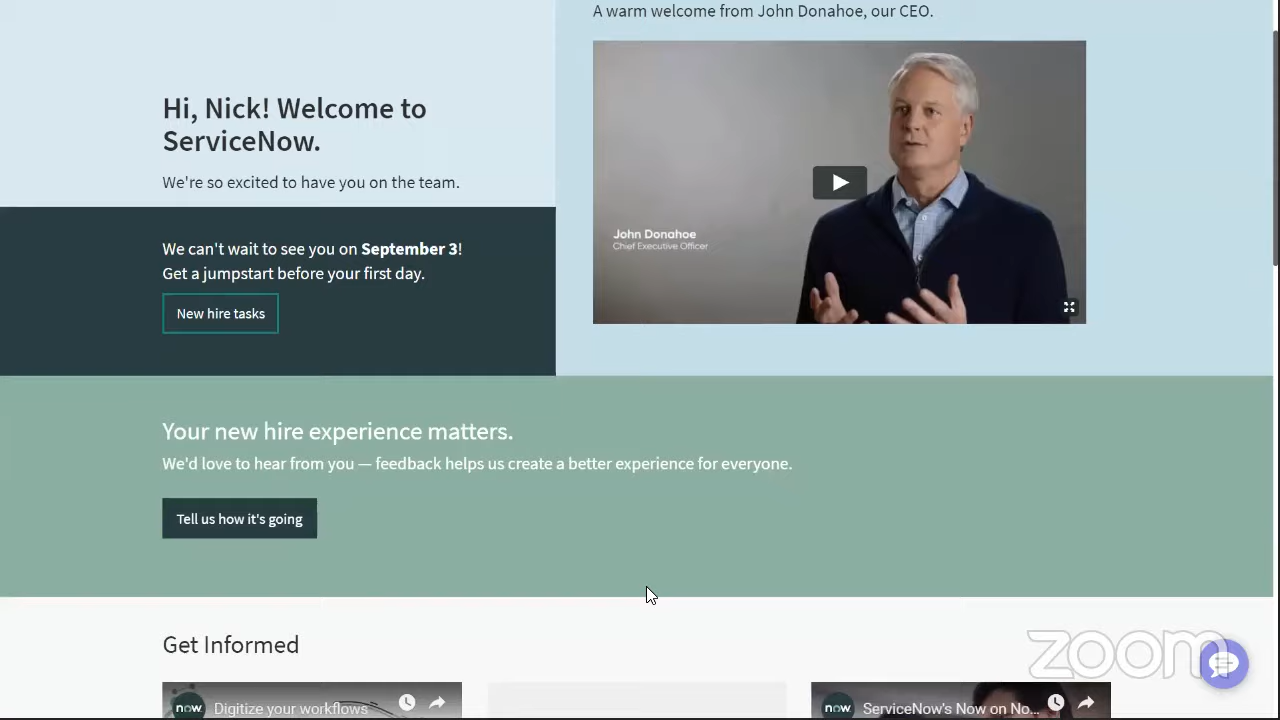 A warm welcome from John Donahoe, our CEO.
Hi, Nick! Welcome to
ServiceNow.
We're so excited to have you on the team.
John Donahoe
Chief Executive Officer
We can't wait to see you on September 3!
Get a jumpstart before your first day.
New hire tasks
Your new hire experience matters.
We'd love to hear from you — feedback helps us create a better experience for everyone.
Tell us how it's going
Get Informed
zoom
now Digitize your workflows
now ServiceNow's Now on No...